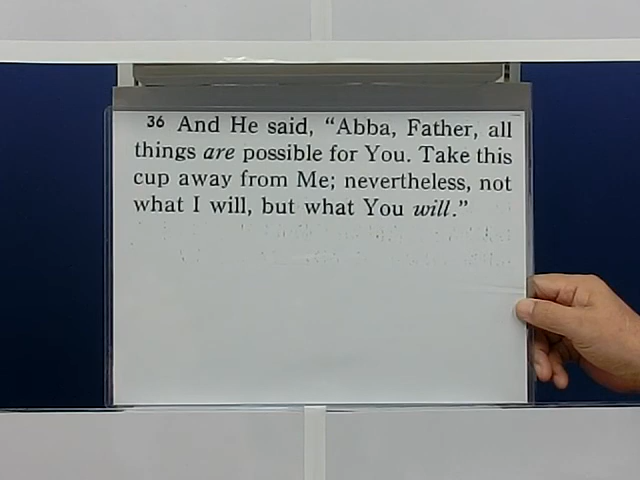 36 And He said, “Abba, Father, all
things are possible for You. Take this
cup away from Me; nevertheless, not
what I will, but what You will.”